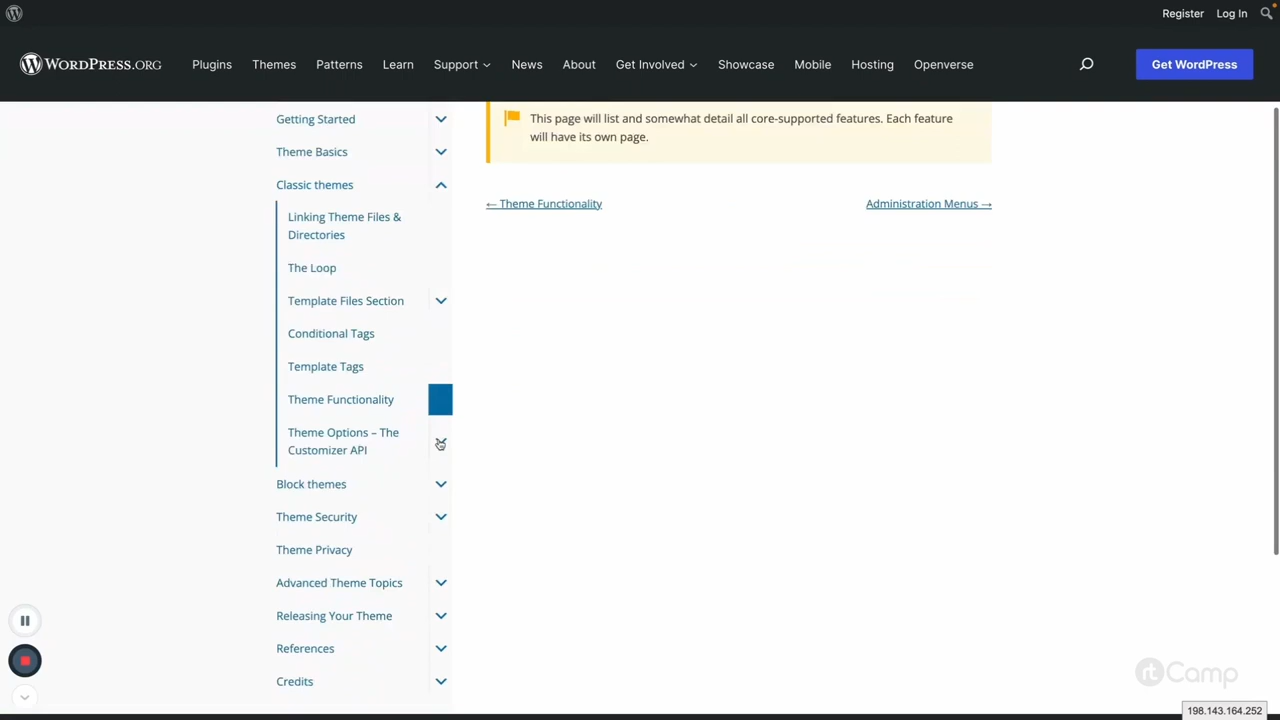 Register Log In
WORDPRESS.ORG Plugins Themes Patterns Learn Support News About Get Involved Showcase Mobile Hosting Openverse Get WordPress
Getting Started
Theme Basics
Classic themes
Linking Theme Files &
Directories
The Loop
Template Files Section
Conditional Tags
Template Tags
Theme Functionality
Theme Options – The
Customizer API
Block themes
Theme Security
Theme Privacy
Advanced Theme Topics
Releasing Your Theme
References
Credits
This page will list and somewhat detail all core-supported features. Each feature
will have its own page.
← Theme Functionality Administration Menus →
rtCamp
198.143.164.252